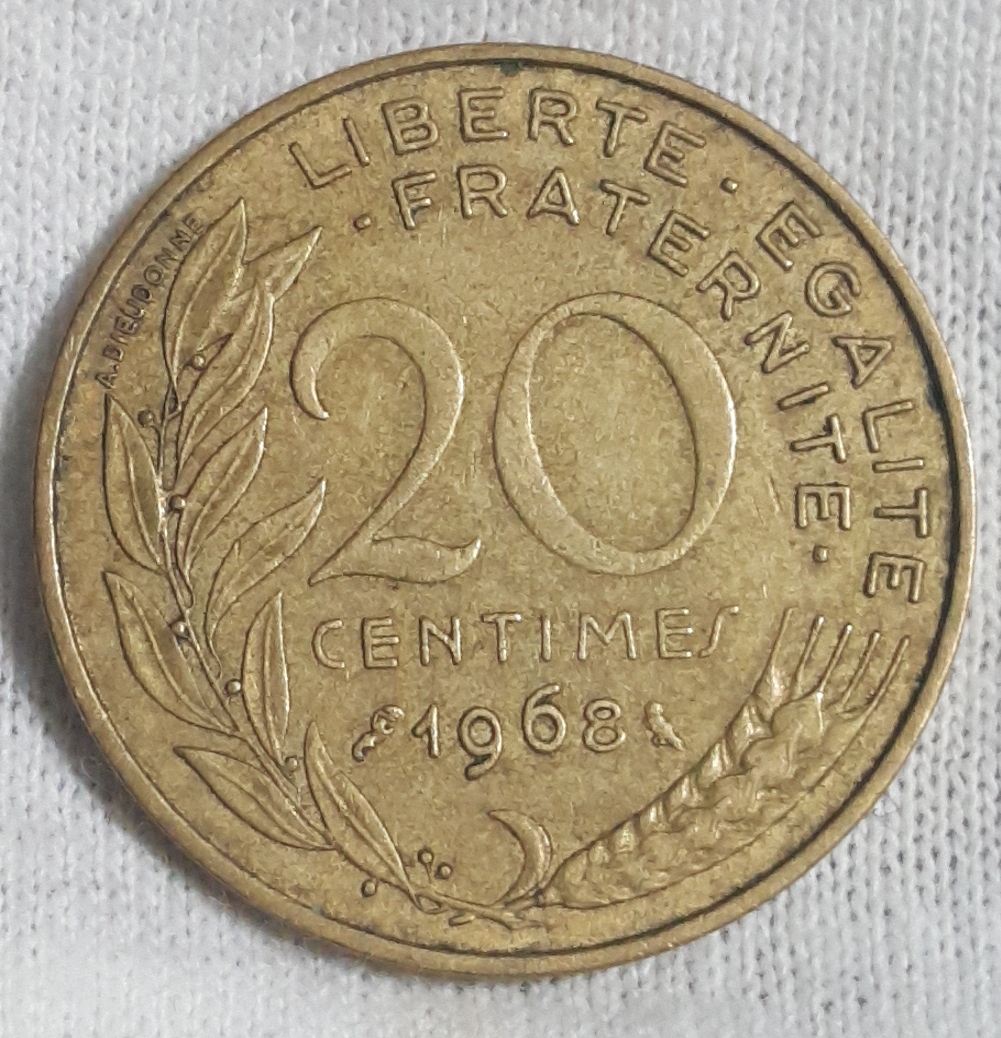 LIBERTE · EGALITE
· FRATERNITE ·
A.DIEUDONNE
20
CENTIMES
1968